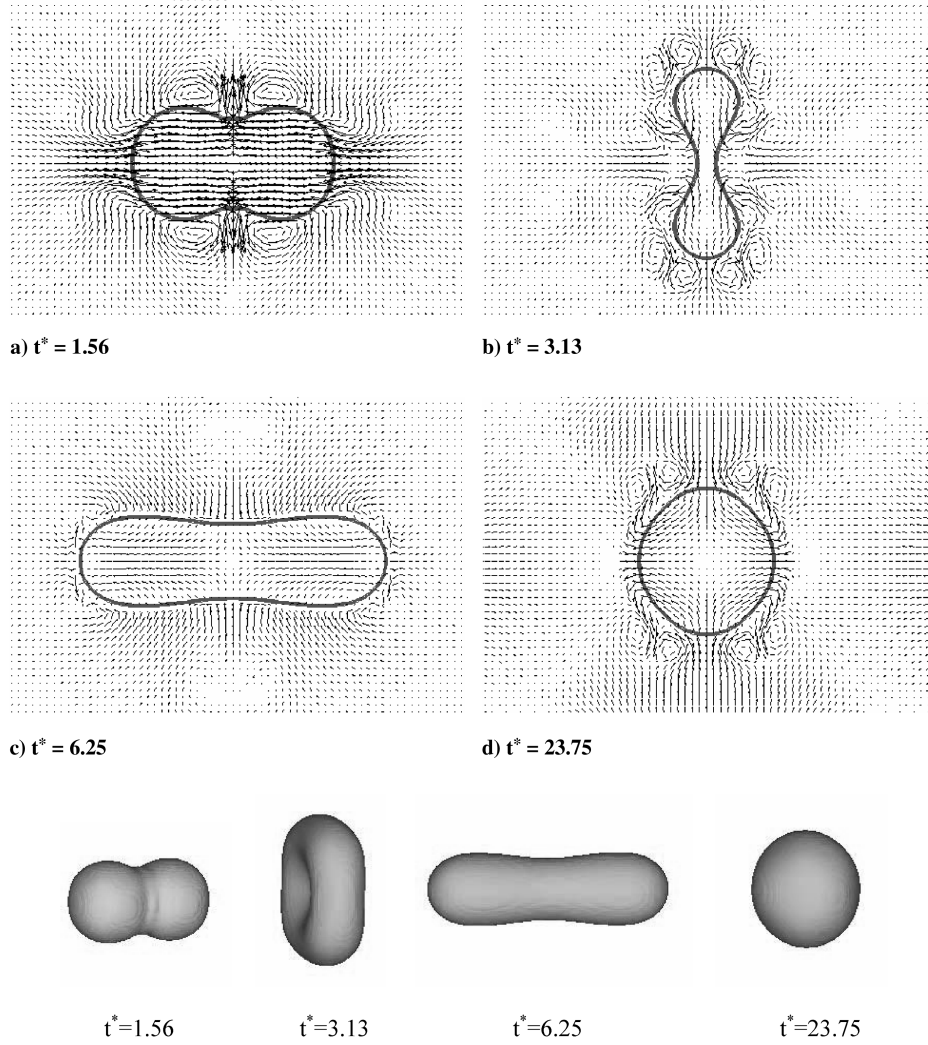 a) t* = 1.56
b) t* = 3.13
c) t* = 6.25
d) t* = 23.75
t*=1.56
t*=3.13
t*=6.25
t*=23.75